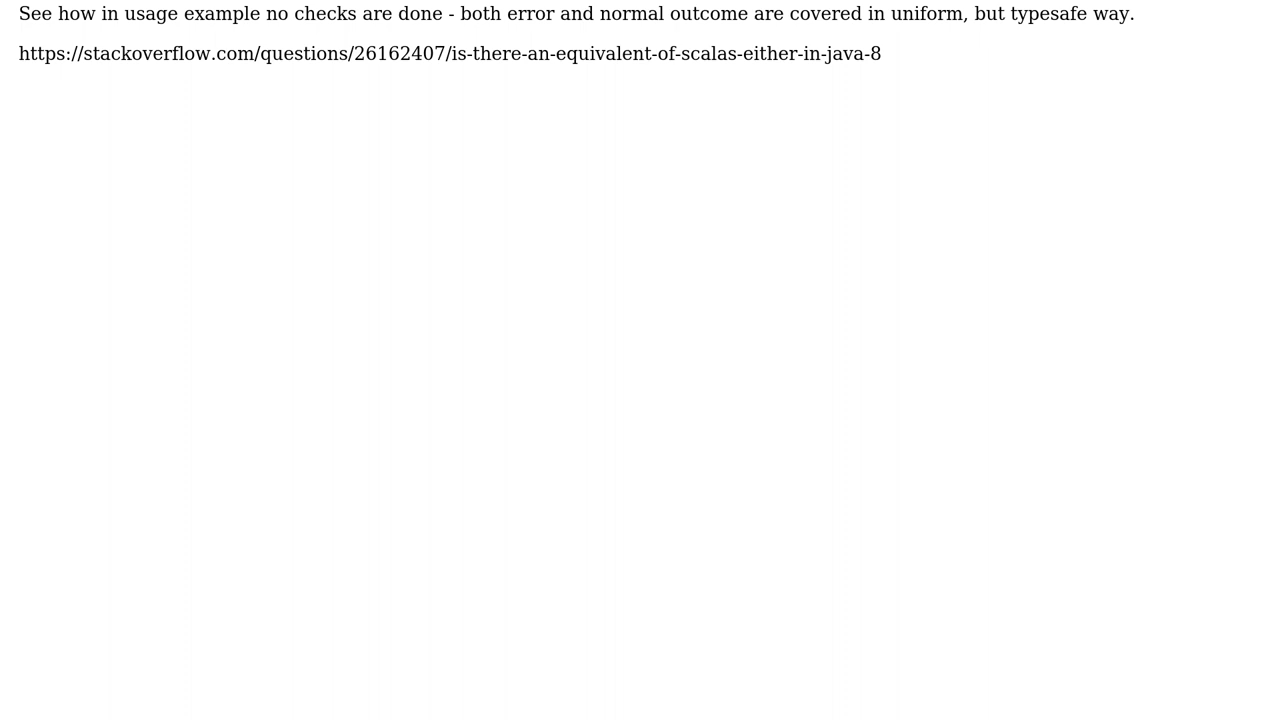 See how in usage example no checks are done - both error and normal outcome are covered in uniform, but typesafe way.
https://stackoverflow.com/questions/26162407/is-there-an-equivalent-of-scalas-either-in-java-8